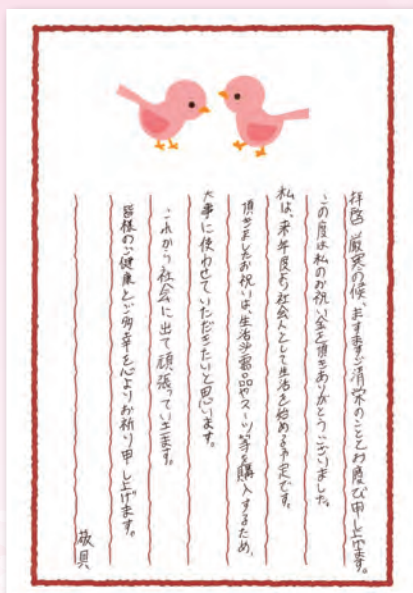 拝啓 厳寒の候、ますますご清栄のこととお慶び申し上げます。
この度は私のお祝い金を頂きありがとうございました。
私は、来年度より社会人として生活を始める予定です。
頂きましたお祝いは、生活必需品やスーツ等を購入するため、
大事に使わせていただきたいと思います。
これから社会に出て頑張っていきます。
皆様のご健康とご多幸を心よりお祈り申し上げます。
敬具